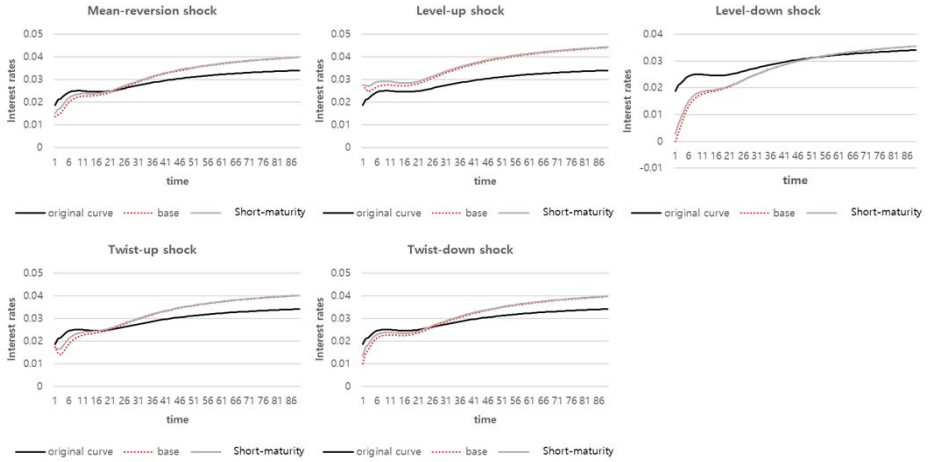 Mean-reversion shock
0.05
0.04
0.03
0.02
0.01
0
Interest rates
1 6 11 16 21 26 31 36 41 46 51 56 61 66 71 76 81 86
time
original curve base Short-maturity
Level-up shock
0.05
0.04
0.03
0.02
0.01
0
Interest rates
1 6 11 16 21 26 31 36 41 46 51 56 61 66 71 76 81 86
time
original curve base Short-maturity
Level-down shock
0.04
0.03
0.02
0.01
0
-0.01
Interest rates
1 6 11 16 21 26 31 36 41 46 51 56 61 66 71 76 81 86
time
original curve base Short-maturity
Twist-up shock
0.05
0.04
0.03
0.02
0.01
0
Interest rates
1 6 11 16 21 26 31 36 41 46 51 56 61 66 71 76 81 86
time
original curve base Short-maturity
Twist-down shock
0.05
0.04
0.03
0.02
0.01
0
Interest rates
1 6 11 16 21 26 31 36 41 46 51 56 61 66 71 76 81 86
time
original curve base Short-maturity